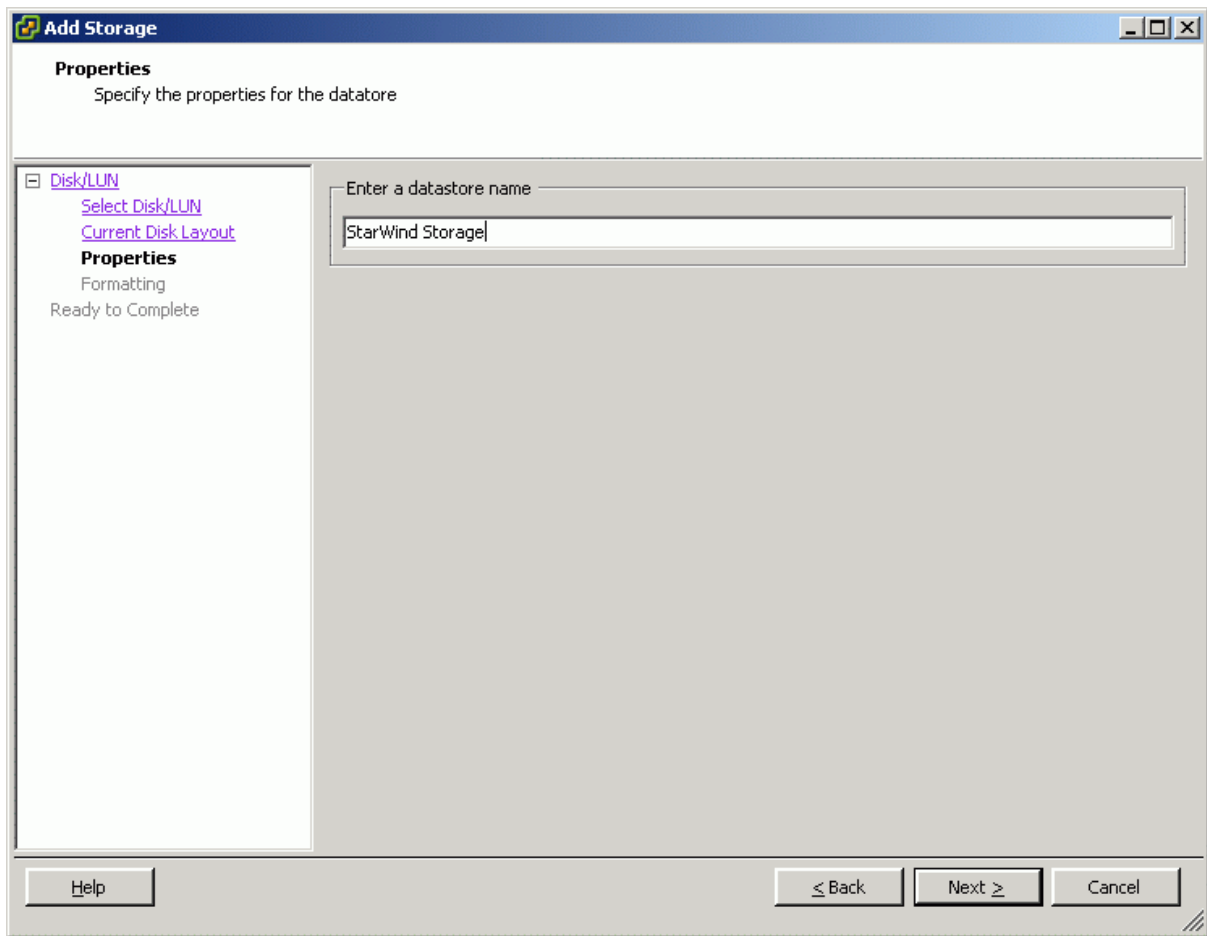 Add Storage
Properties
Specify the properties for the datatore
Disk/LUN
Select Disk/LUN
Current Disk Layout
Properties
Formatting
Ready to Complete
Enter a datastore name
StarWind Storage
Help
< Back
Next >
Cancel